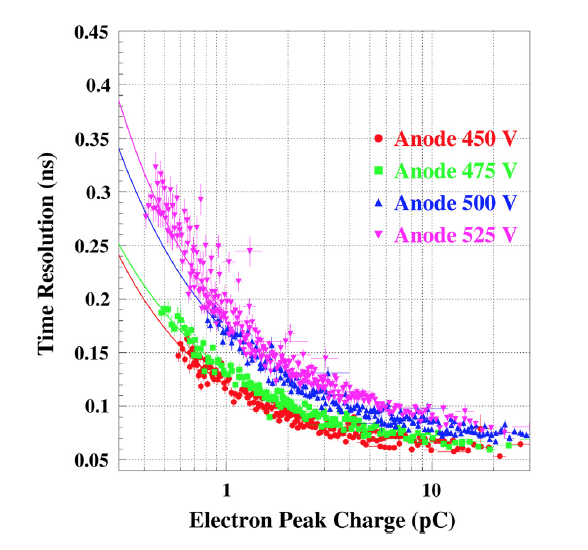 0.45
0.4
0.35
0.3
0.25
0.2
0.15
0.1
0.05
Time Resolution (ns)
Anode 450 V
Anode 475 V
Anode 500 V
Anode 525 V
1
10
Electron Peak Charge (pC)